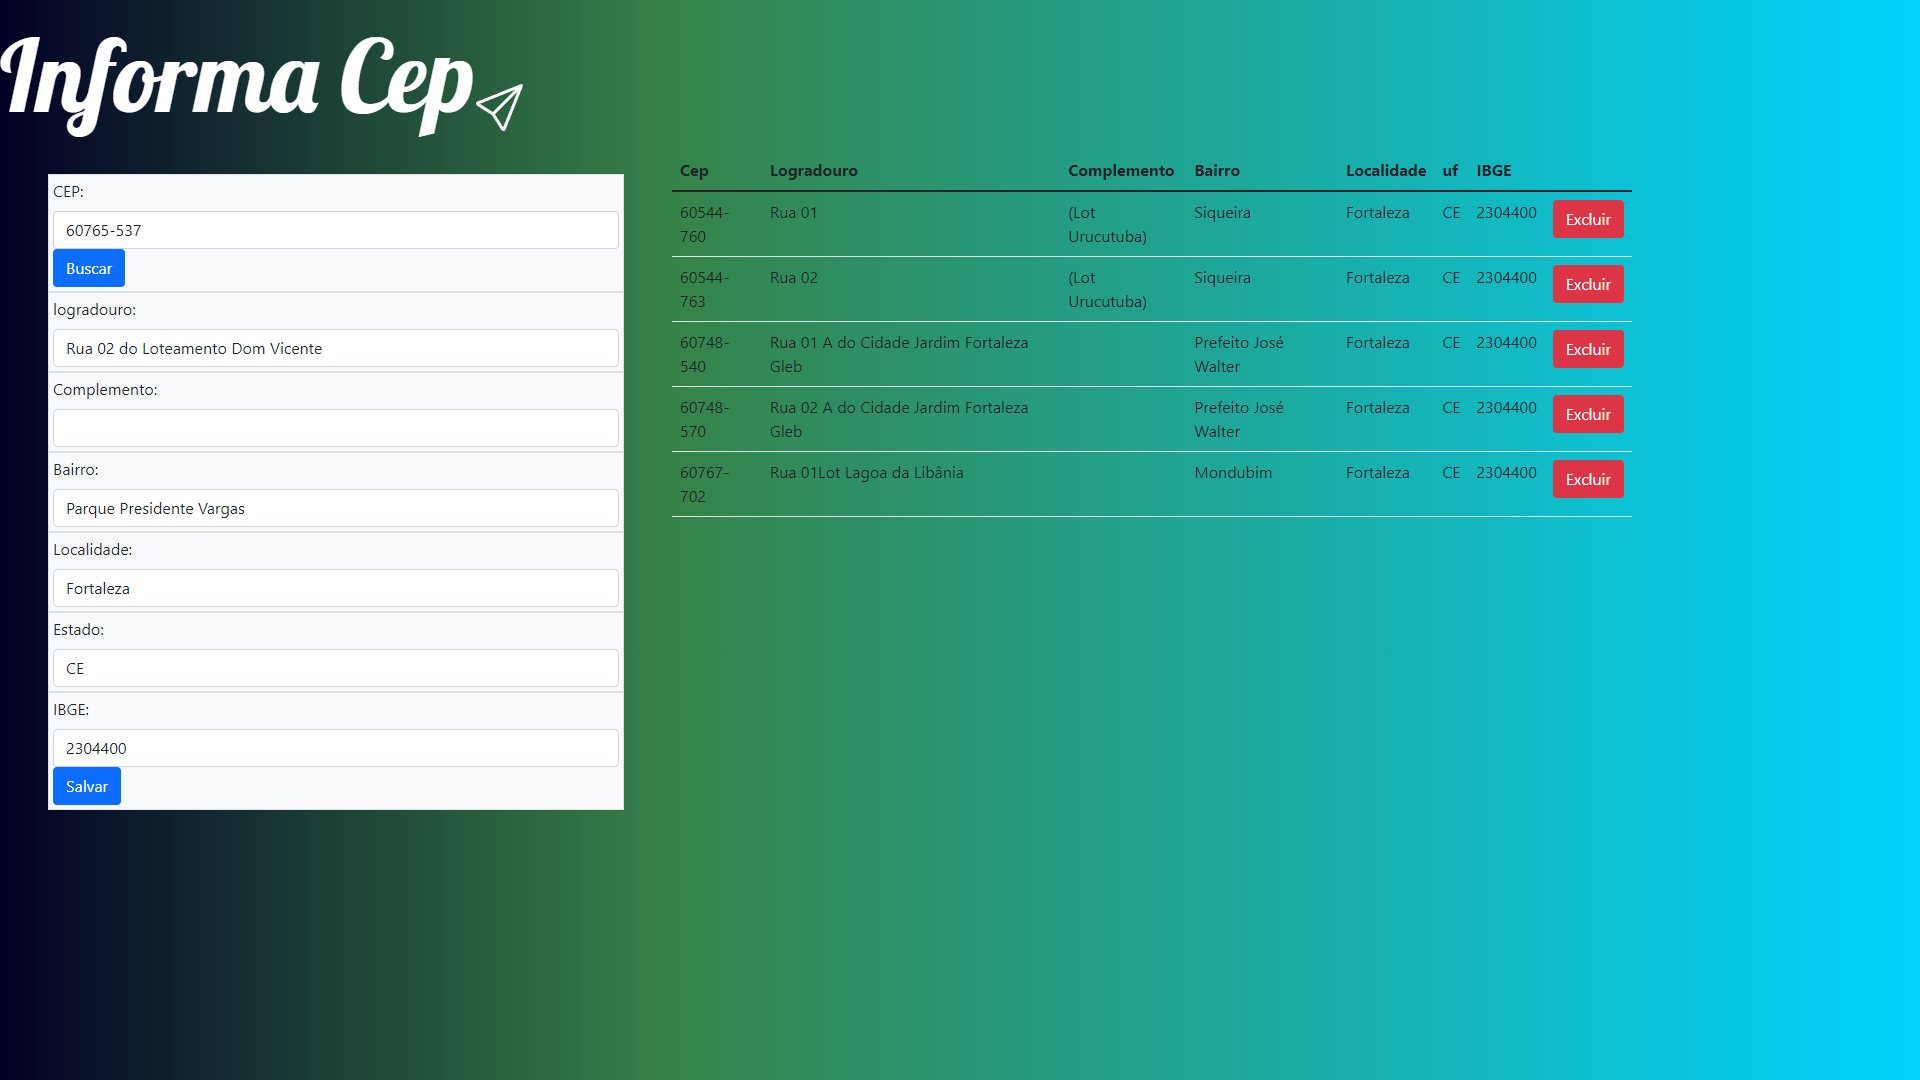 Informa Cep
CEP:
60765-537
Buscar
logradouro:
Rua 02 do Loteamento Dom Vicente
Complemento:
Bairro:
Parque Presidente Vargas
Localidade:
Fortaleza
Estado:
CE
IBGE:
2304400
Salvar
Cep Logradouro Complemento Bairro Localidade uf IBGE
60544- Rua 01 (Lot Siqueira Fortaleza CE 2304400 Excluir
760 Urucutuba)
60544- Rua 02 (Lot Siqueira Fortaleza CE 2304400 Excluir
763 Urucutuba)
60748- Rua 01 A do Cidade Jardim Fortaleza Prefeito José Fortaleza CE 2304400 Excluir
540 Gleb Walter
60748- Rua 02 A do Cidade Jardim Fortaleza Prefeito José Fortaleza CE 2304400 Excluir
570 Gleb Walter
60767- Rua 01Lot Lagoa da Libânia Mondubim Fortaleza CE 2304400 Excluir
702